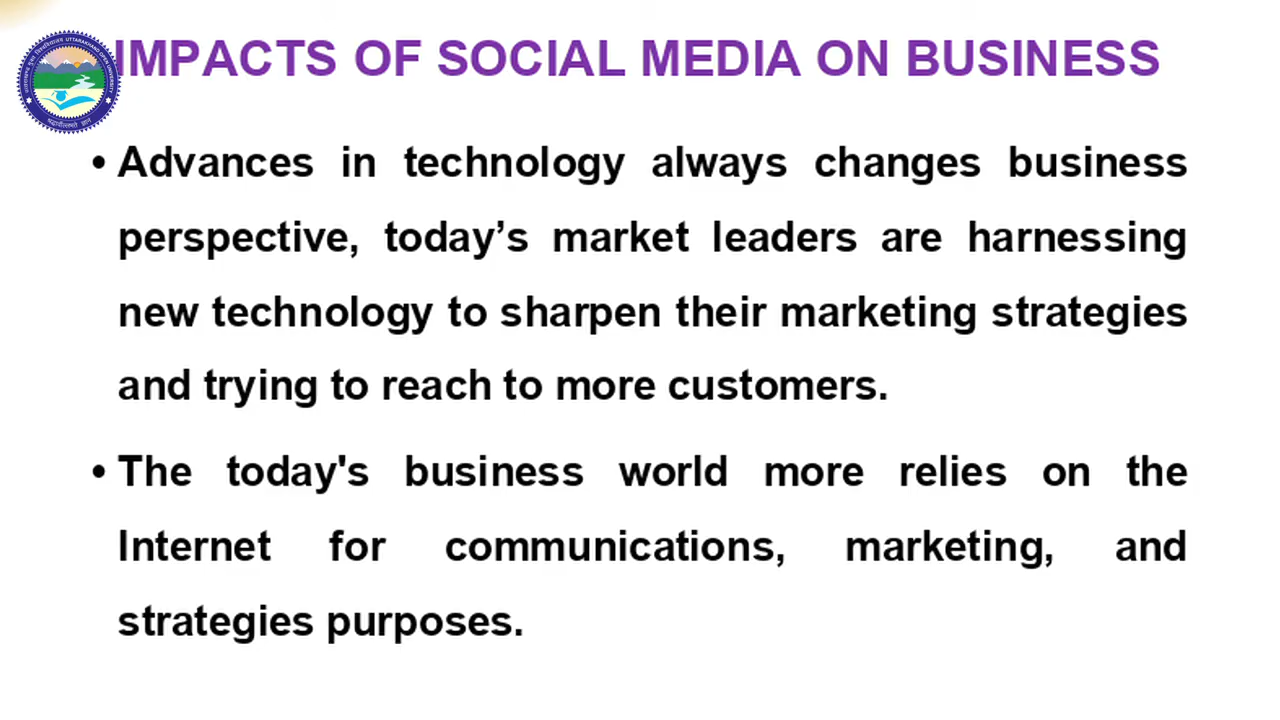 IMPACTS OF SOCIAL MEDIA ON BUSINESS
• Advances in technology always changes business
perspective, today’s market leaders are harnessing
new technology to sharpen their marketing strategies
and trying to reach to more customers.
• The today's business world more relies on the
Internet for communications, marketing, and
strategies purposes.